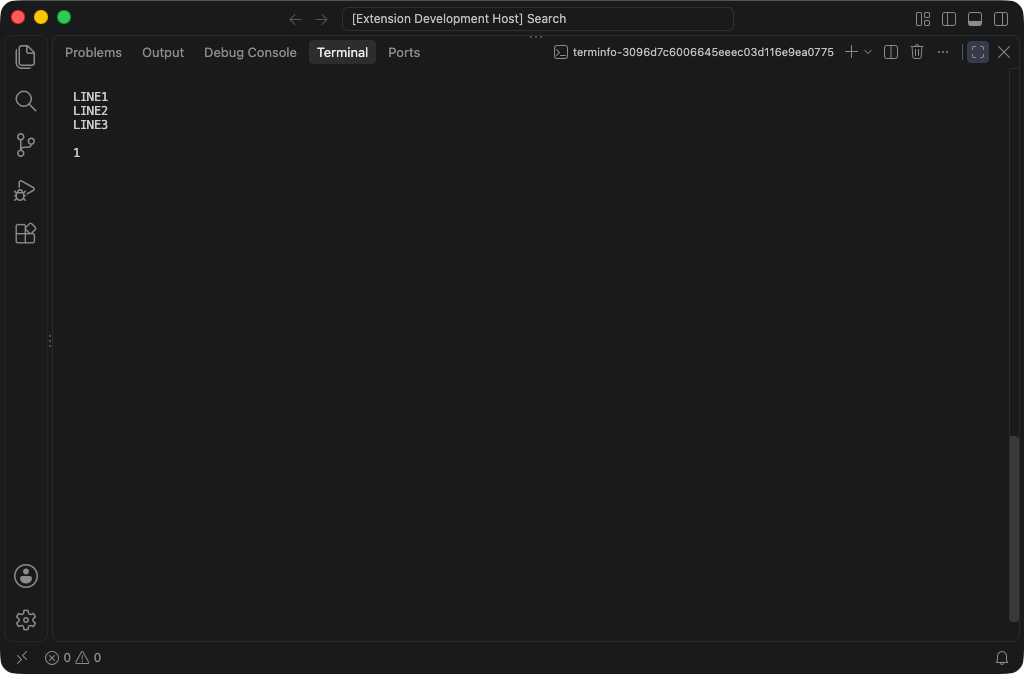 [Extension Development Host] Search
Problems Output Debug Console Terminal Ports
terminfo-3096d7c6006645eeec03d116e9ea0775
LINE1
LINE2
LINE3
1
0 0